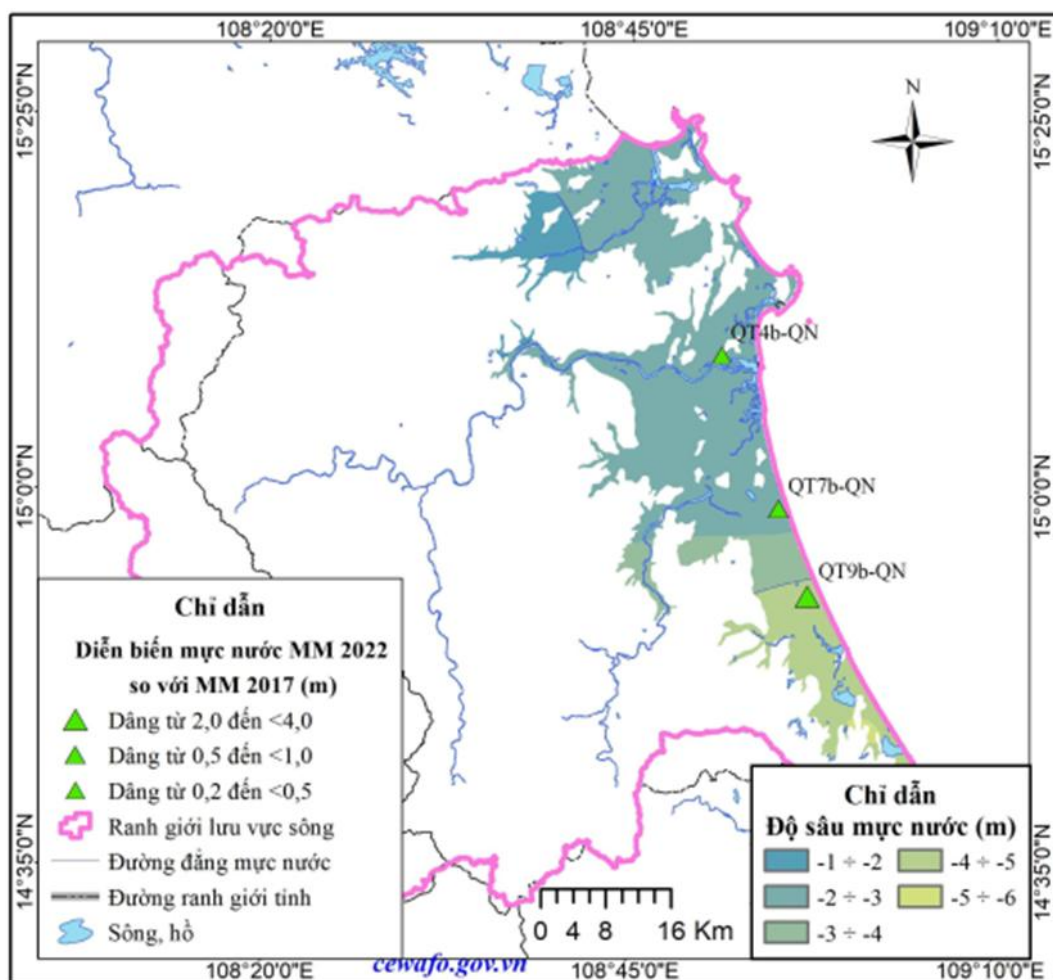 108°20'0"E
108°45'0"E
109°10'0"E
15°25'0"N
15°25'0"N
N
QT4b-QN
15°0'0"N
QT7b-QN
15°0'0"N
QT9b-QN
Chỉ dẫn
Diễn biến mực nước MM 2022
so với MM 2017 (m)
Dâng từ 2,0 đến <4,0
Dâng từ 0,5 đến <1,0
Dâng từ 0,2 đến <0,5
Ranh giới lưu vực sông
Đường đẳng mực nước
Đường ranh giới tỉnh
Sông, hồ
14°35'0"N
Chỉ dẫn
Độ sâu mực nước (m)
-1 ÷ -2
-4 ÷ -5
-2 ÷ -3
-5 ÷ -6
-3 ÷ -4
14°35'0"N
0 4 8 16 Km
cewafo.gov.vn
108°20'0"E
108°45'0"E
109°10'0"E